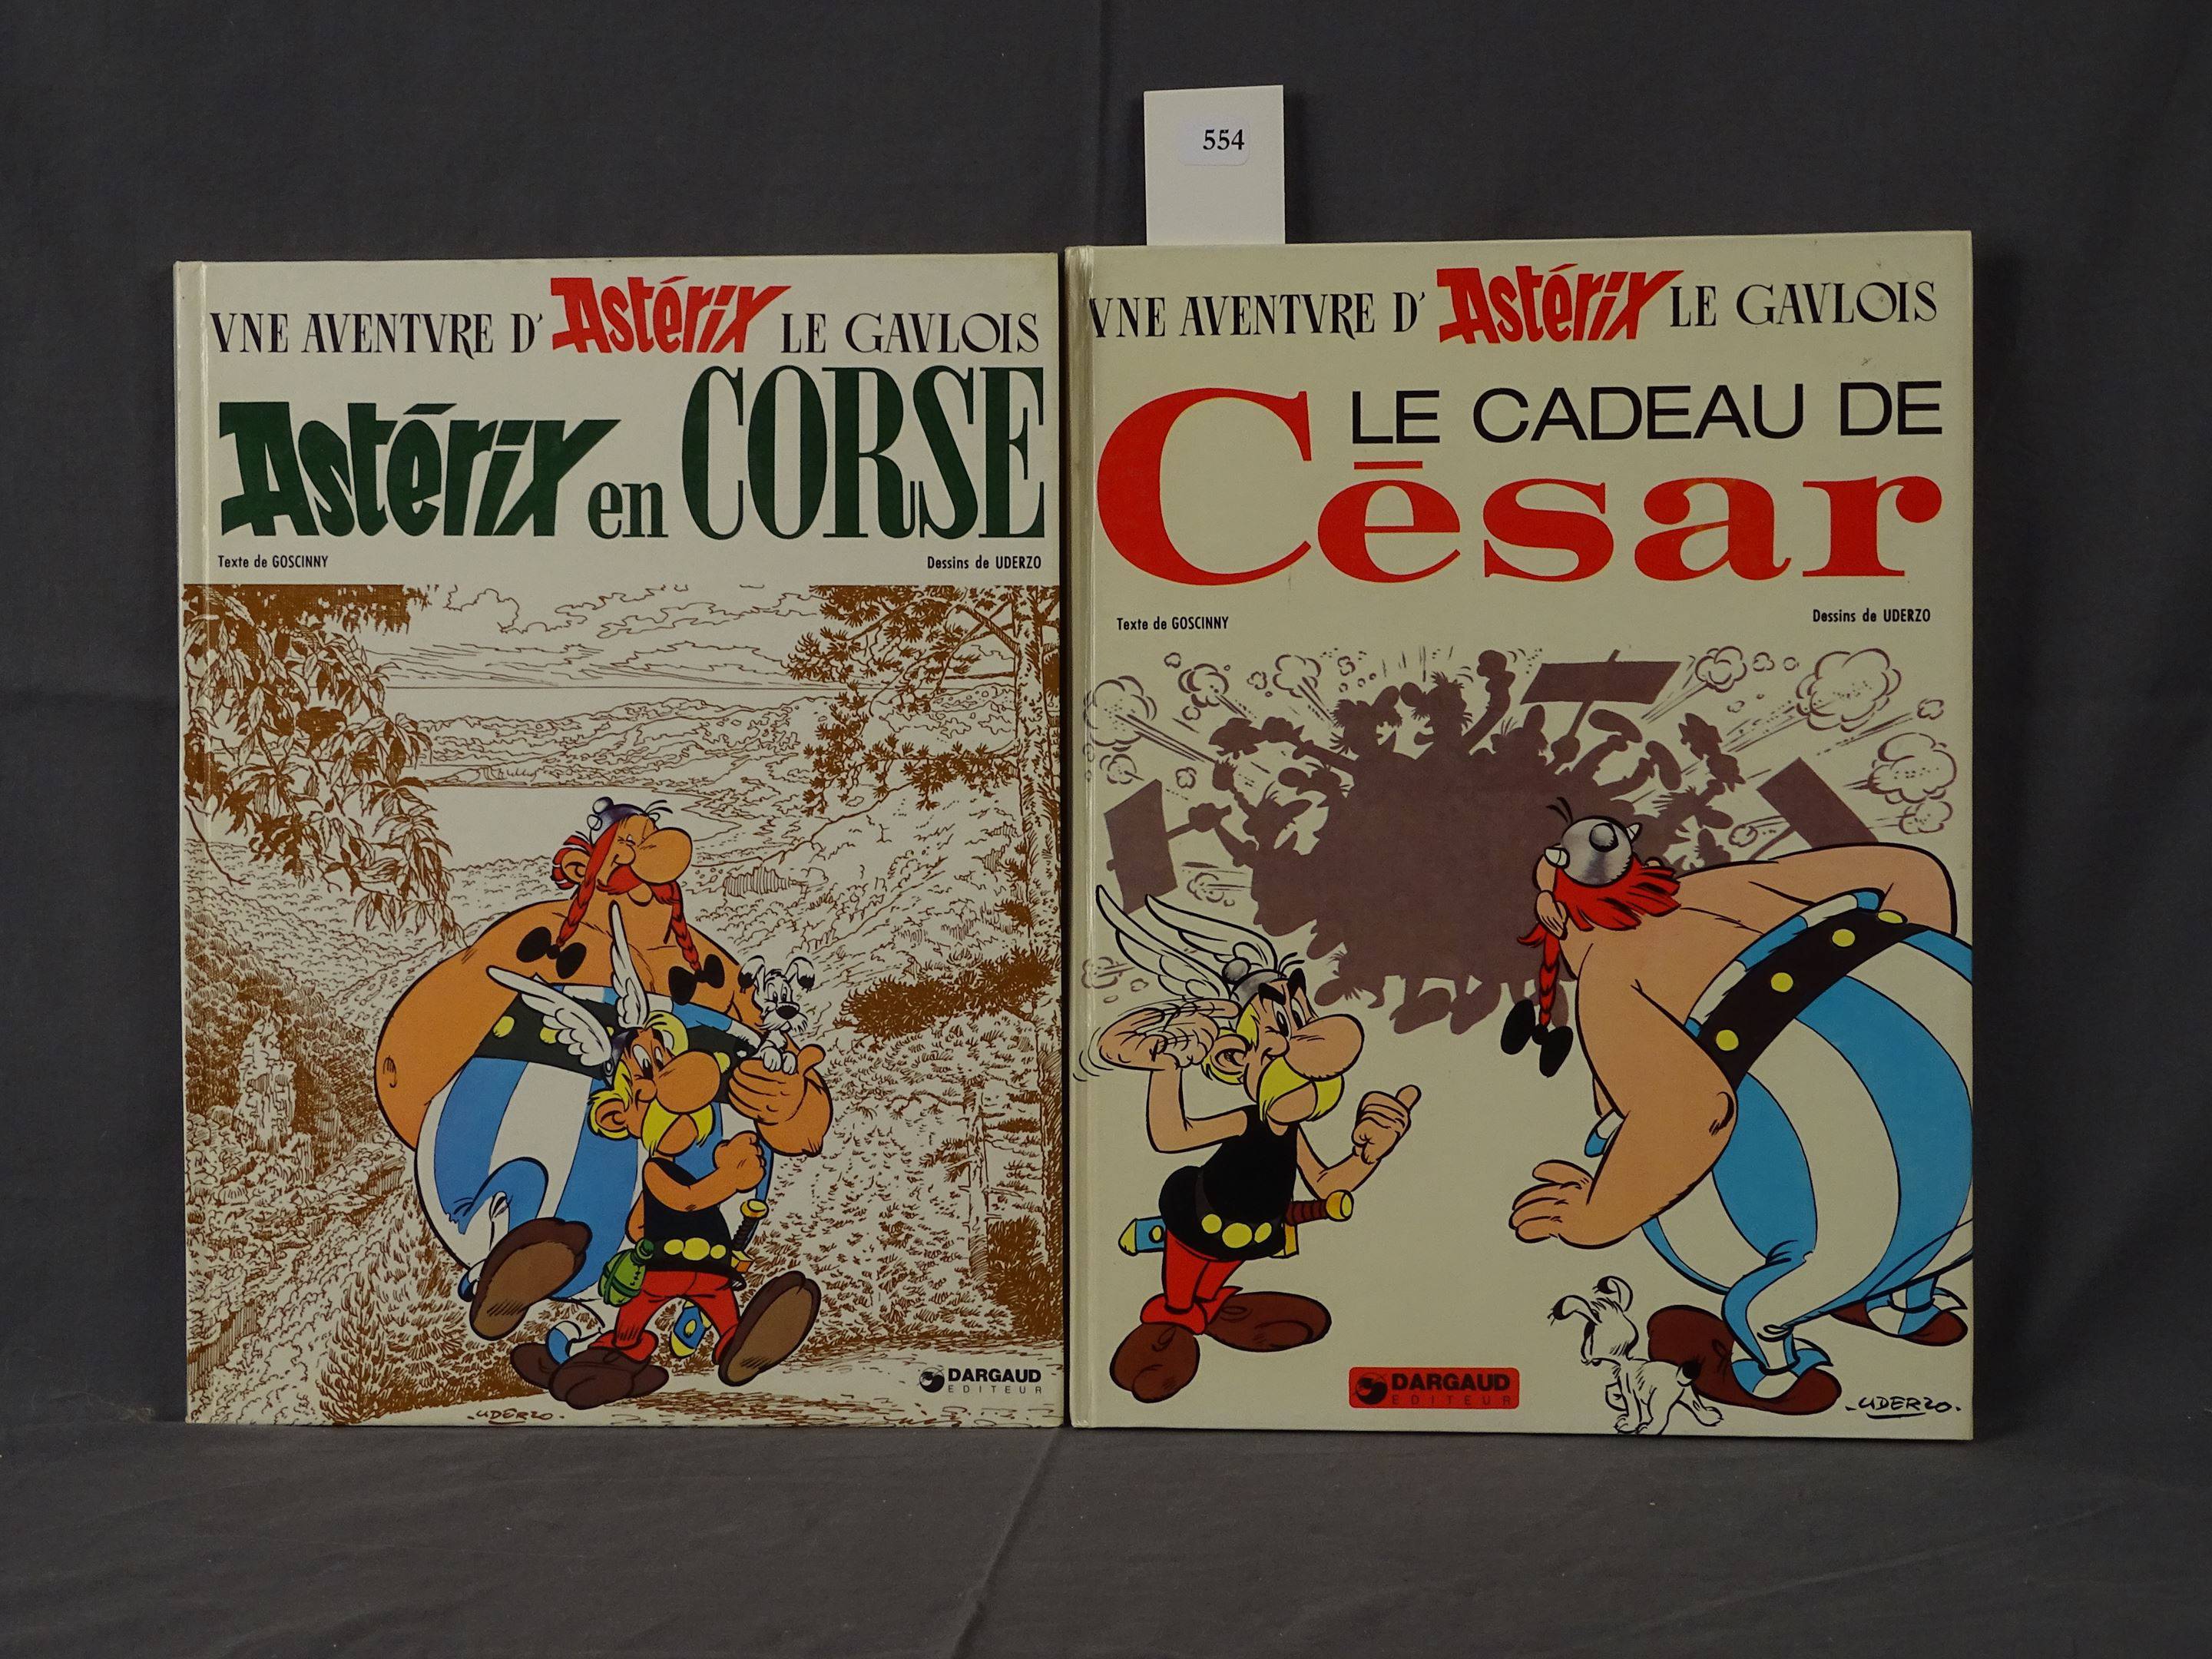 554
VNE AVENTVRE D' Astérix LE GAVLOIS
Astérix en CORSE
Texte de GOSCINNY
Dessins de UDERZO
DARGAUD
EDITEUR
-UDERZO.
VNE AVENTVRE D' Astérix LE GAVLOIS
LE CADEAU DE
César
Texte de GOSCINNY
Dessins de UDERZO
DARGAUD
EDITEUR
-UDERZO.